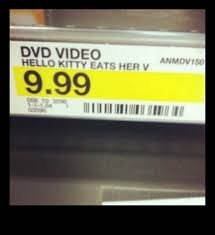 DVD VIDEO
HELLO KITTY EATS HER V ANMDV150
9.99